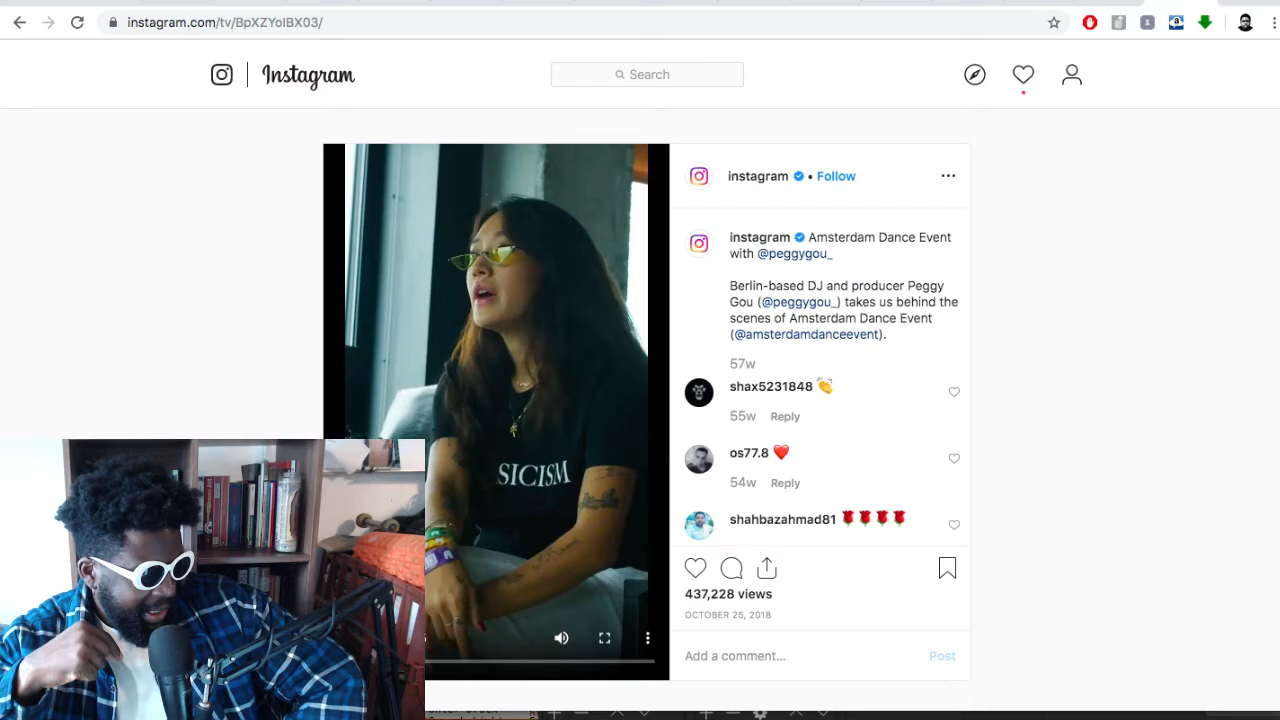 instagram.com/tv/BpXZYoIBX03/
Instagram
Search
instagram • Follow
instagram Amsterdam Dance Event
with @peggygou_
Berlin-based DJ and producer Peggy
Gou (@peggygou_) takes us behind the
scenes of Amsterdam Dance Event
(@amsterdamdanceevent).
57w
shax5231848 👏
55w Reply
os77.8 ❤️
54w Reply
shahbazahmad81 🌹🌹🌹🌹
SICISM
437,228 views
OCTOBER 25, 2018
Add a comment...
Post